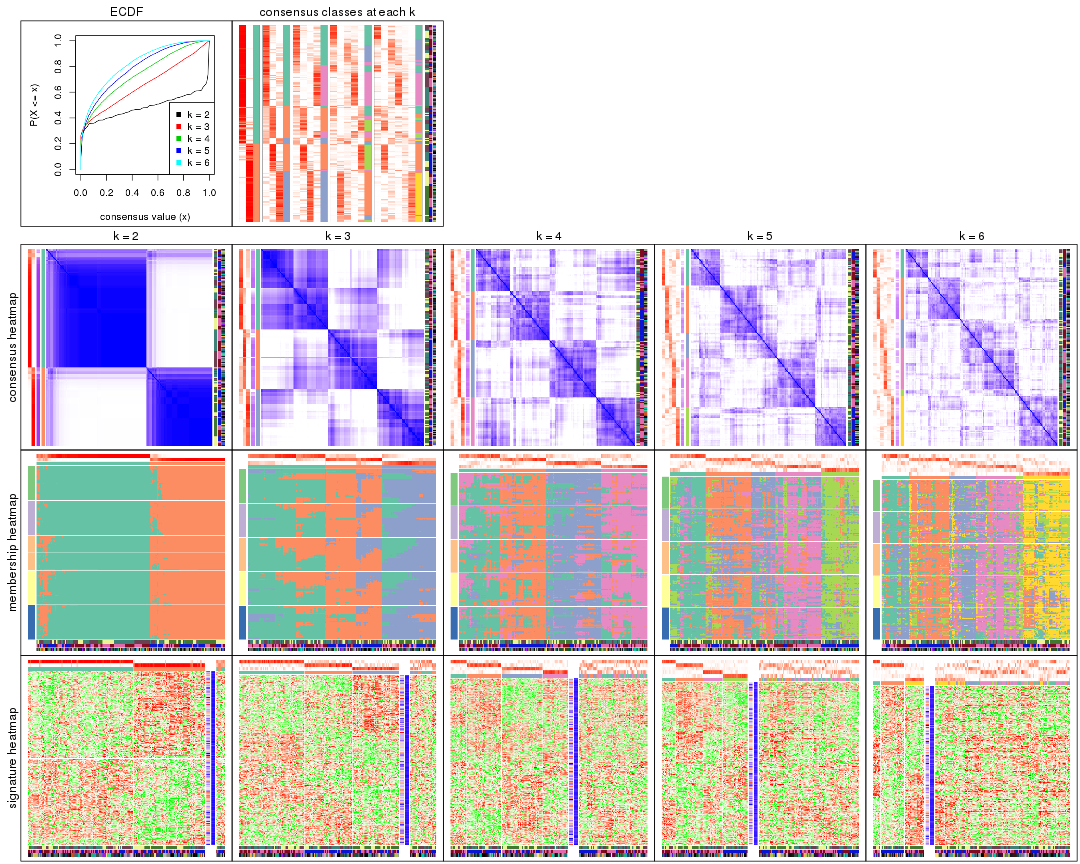 ECDF
consensus classes at each k
P(X <= x)
1.0
0.8
0.6
0.4
0.2
0.0
k = 2
k = 3
k = 4
k = 5
k = 6
0.0 0.2 0.4 0.6 0.8 1.0
consensus value (x)
k = 2
k = 3
k = 4
k = 5
k = 6
consensus heatmap
membership heatmap
signature heatmap